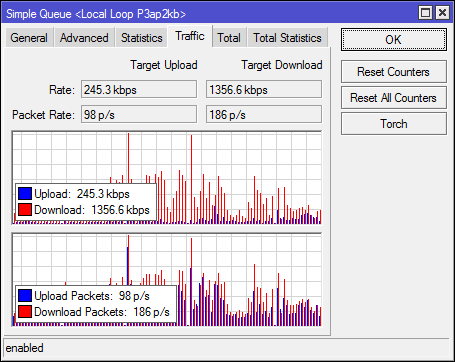 Simple Queue <Local Loop P3ap2kb>
General Advanced Statistics Traffic Total Total Statistics
OK
Reset Counters
Reset All Counters
Torch
Target Upload Target Download
Rate: 245.3 kbps 1356.6 kbps
Packet Rate: 98 p/s 186 p/s
Upload: 245.3 kbps
Download: 1356.6 kbps
Upload Packets: 98 p/s
Download Packets: 186 p/s
enabled